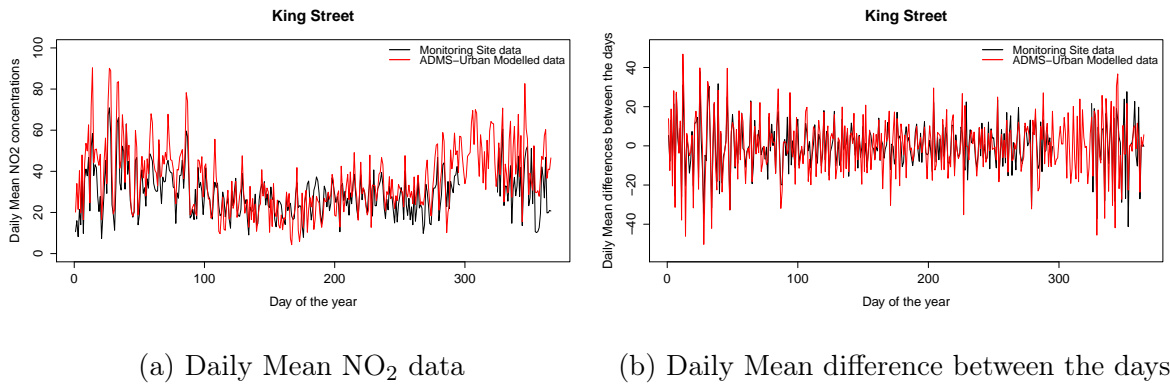 King Street
Daily Mean NO2 concentrations
100
80
60
40
20
0
Monitoring Site data
ADMS−Urban Modelled data
0 100 200 300
Day of the year
(a) Daily Mean NO₂ data
King Street
Daily Mean differences between the days
40
20
0
−20
−40
Monitoring Site data
ADMS−Urban Modelled data
0 100 200 300
Day of the year
(b) Daily Mean difference between the days